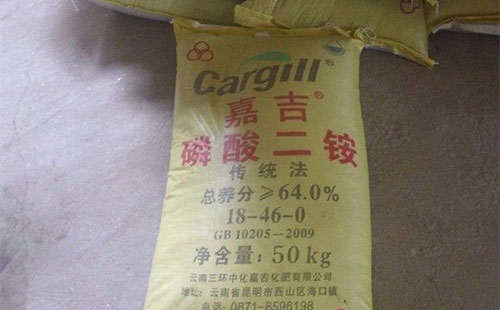 Cargill
嘉吉®
磷酸二铵
传统法
总养分≥64.0%
18-46-0
GB 10205-2009
净含量：50kg
云南三环中化嘉吉化肥有限公司
地址：云南省昆明市西山区海口镇
电话：0871-8596198